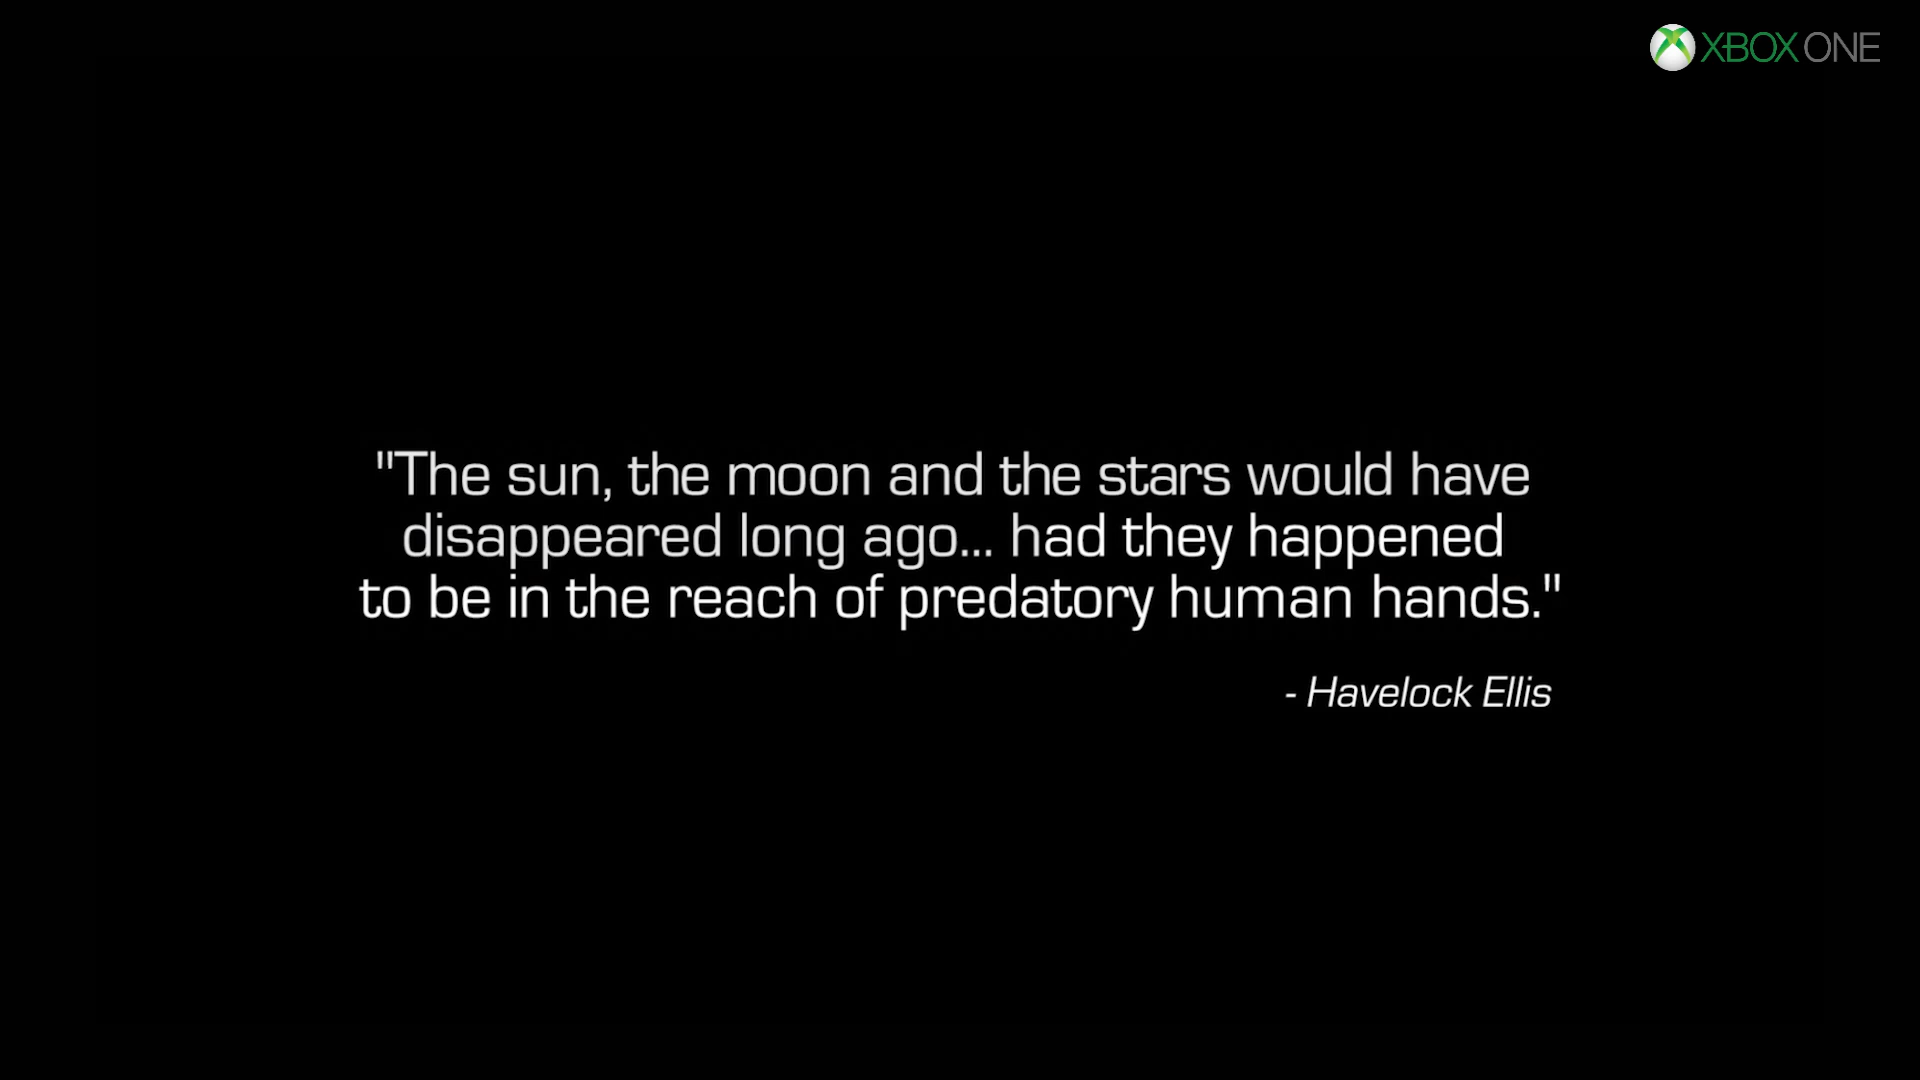 XBOX ONE
"The sun, the moon and the stars would have
disappeared long ago... had they happened
to be in the reach of predatory human hands."
- Havelock Ellis